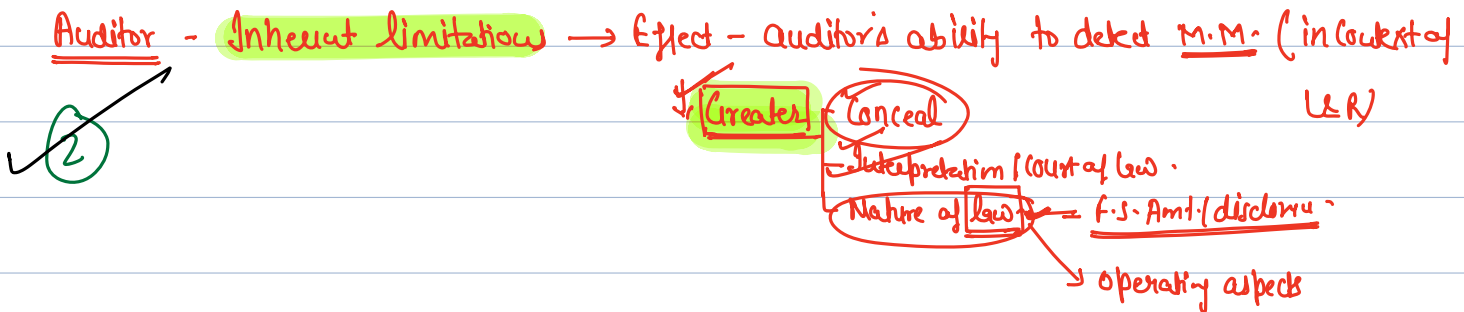 Auditor - Inherent limitations → Effect - auditor's ability to detect M.M. (in context of L&R)
Greater - Conceal
2
- Interpretation / Court of law.
- Nature of law = F.S. Amt. / disclosure
→ Operating aspects